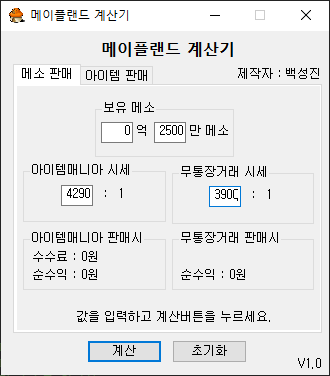 메이플랜드 계산기
메이플랜드 계산기
메소 판매 아이템 판매 제작자 : 백성진
보유 메소
0 억 2500 만 메소
아이템매니아 시세
4290 : 1
무통장거래 시세
3900 : 1
아이템매니아 판매시
수수료 : 0원
순수익 : 0원
무통장거래 판매시
순수익 : 0원
값을 입력하고 계산버튼을 누르세요.
계산 초기화
V1.0